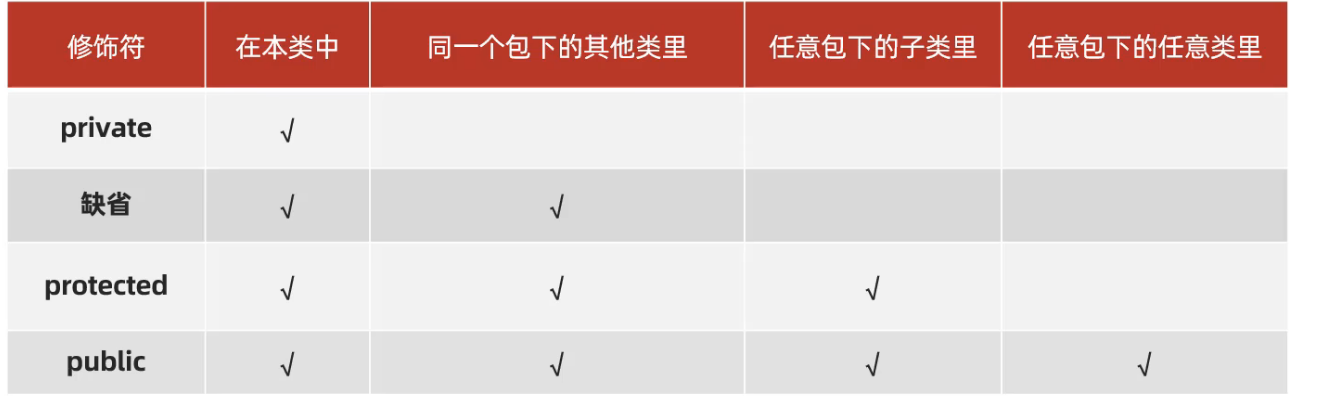 修饰符 在本类中 同一个包下的其他类里 任意包下的子类里 任意包下的任意类里
private √
缺省 √ √
protected √ √ √
public √ √ √ √